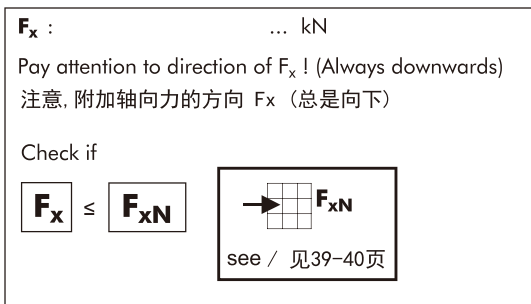 Fx : ... kN
Pay attention to direction of Fx ! (Always downwards)
注意, 附加轴向力的方向 Fx (总是向下)
Check if
Fx ≤ FxN
FxN
see / 见39-40页